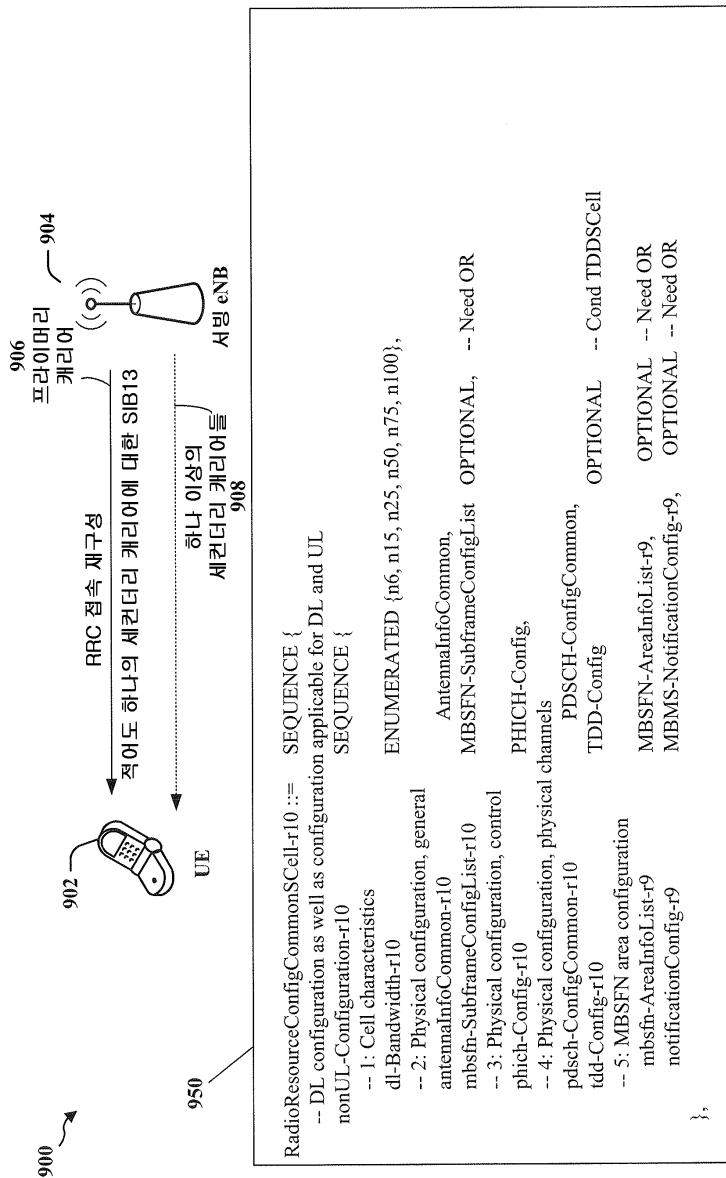 900
906
프라이머리
캐리어
904
RRC 접속 재구성
적어도 하나의 세컨더리 캐리어에 대한 SIB13
902
UE
하나 이상의
세컨더리 캐리어들
908
서빙 eNB
950
RadioResourceConfigCommonSCell-r10 ::= SEQUENCE {
-- DL configuration as well as configuration applicable for DL and UL
nonUL-Configuration-r10 SEQUENCE {
-- 1: Cell characteristics
dl-Bandwidth-r10 ENUMERATED {n6, n15, n25, n50, n75, n100},
-- 2: Physical configuration, general
antennaInfoCommon-r10 AntennaInfoCommon,
mbsfn-SubframeConfigList-r10 MBSFN-SubframeConfigList OPTIONAL, -- Need OR
-- 3: Physical configuration, control
phich-Config-r10 PHICH-Config,
-- 4: Physical configuration, physical channels
pdsch-ConfigCommon-r10 PDSCH-ConfigCommon,
tdd-Config-r10 TDD-Config OPTIONAL -- Cond TDDSCell
-- 5: MBSFN area configuration
mbsfn-AreaInfoList-r9 MBSFN-AreaInfoList-r9, OPTIONAL -- Need OR
notificationConfig-r9 MBMS-NotificationConfig-r9, OPTIONAL -- Need OR
},